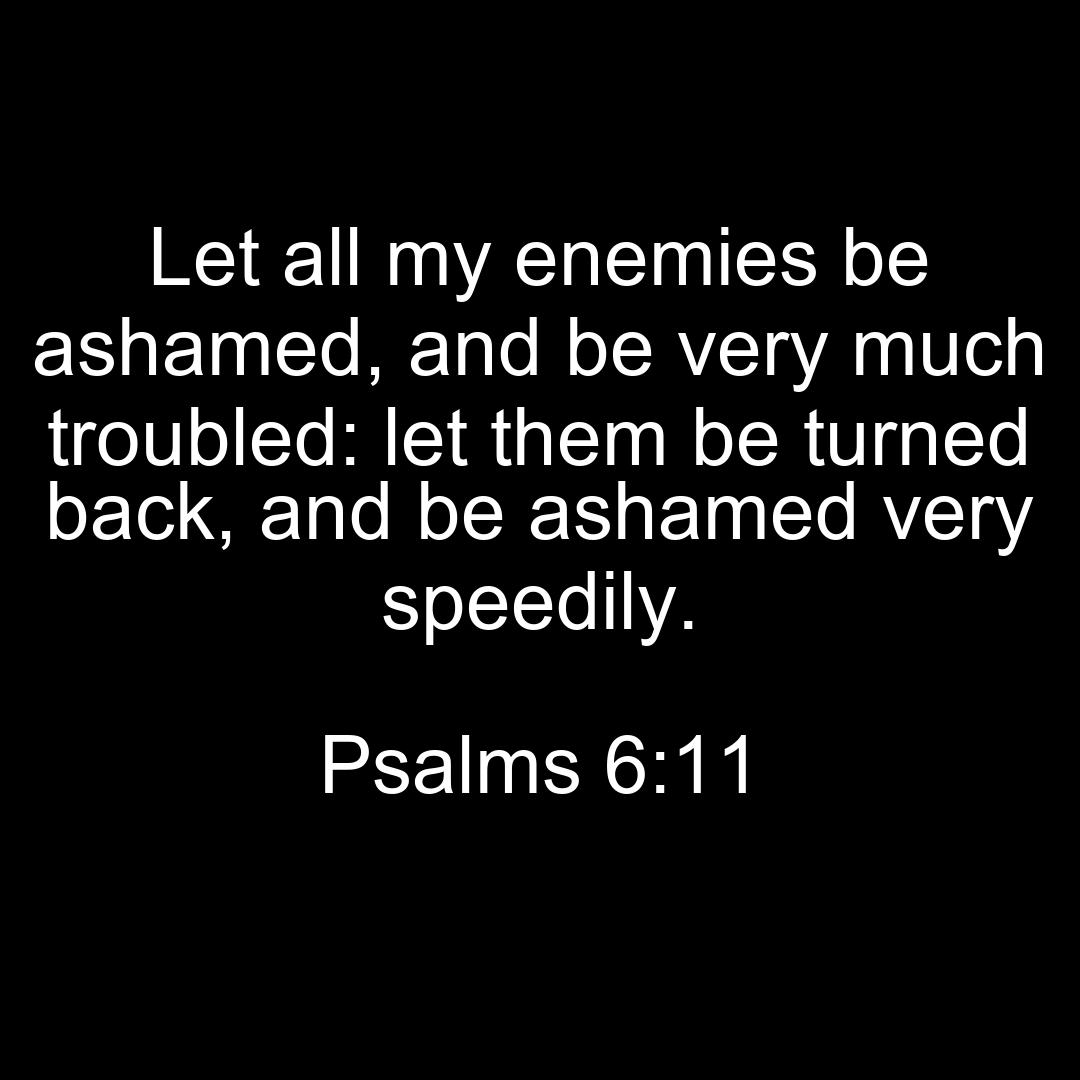 Let all my enemies be
ashamed, and be very much
troubled: let them be turned
back, and be ashamed very
speedily.
Psalms 6:11